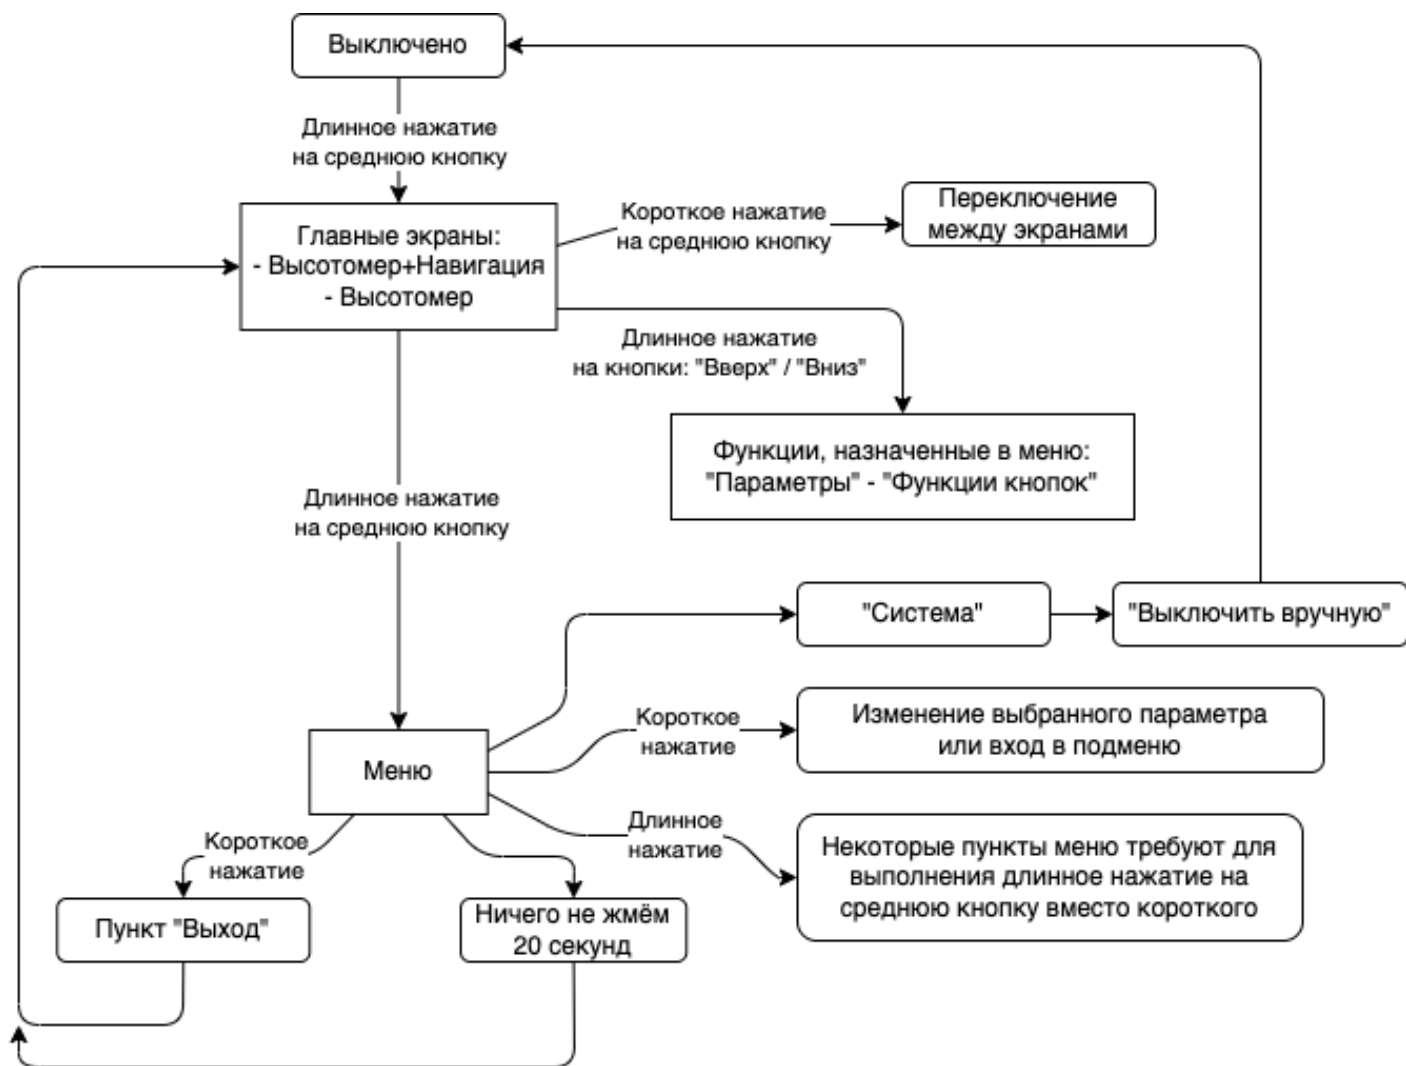 Выключено
Длинное нажатие
на среднюю кнопку
Главные экраны:
- Высотомер+Навигация
- Высотомер
Короткое нажатие
на среднюю кнопку
Переключение
между экранами
Длинное нажатие
на кнопки: "Вверх" / "Вниз"
Функции, назначенные в меню:
"Параметры" - "Функции кнопок"
Длинное нажатие
на среднюю кнопку
"Система"
"Выключить вручную"
Меню
Короткое
нажатие
Изменение выбранного параметра
или вход в подменю
Длинное
нажатие
Некоторые пункты меню требуют для
выполнения длинное нажатие на
среднюю кнопку вместо короткого
Короткое
нажатие
Пункт "Выход"
Ничего не жмём
20 секунд